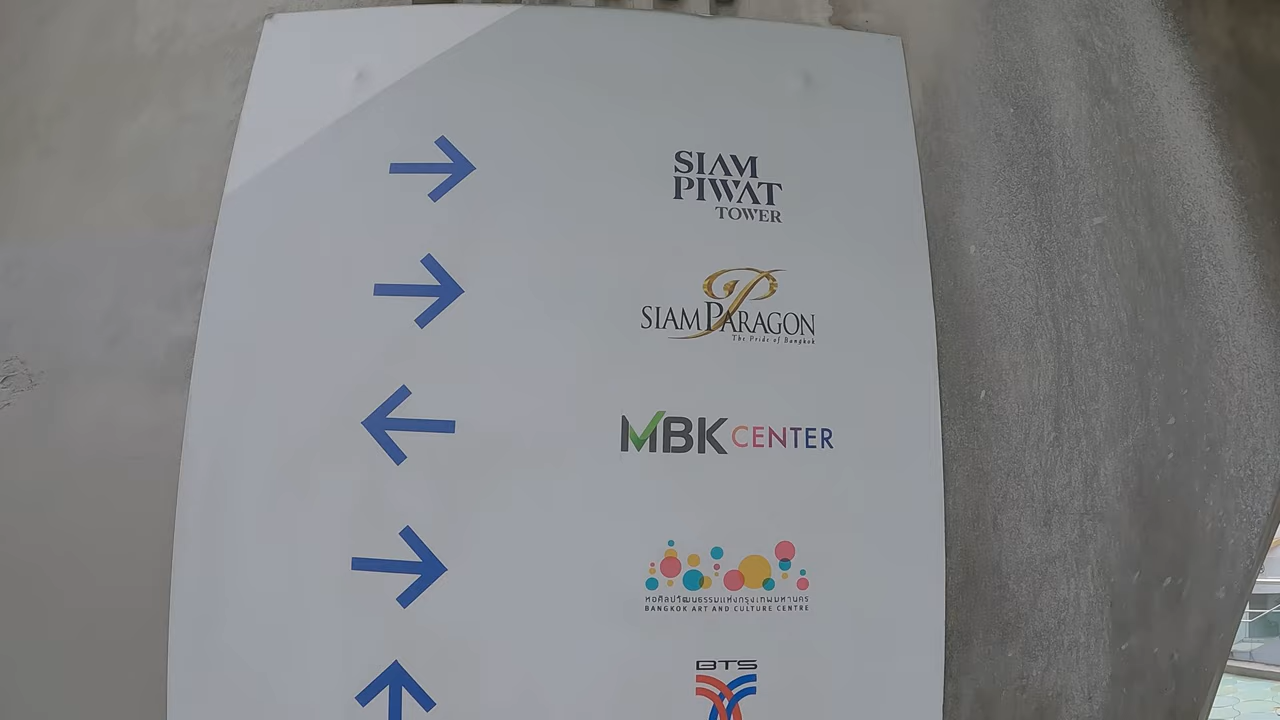 SIAM
PIWAT
TOWER
SIAM PARAGON
The Pride of Bangkok
MBK CENTER
หอศิลปวัฒนธรรมแห่งกรุงเทพมหานคร
BANGKOK ART AND CULTURE CENTRE
BTS